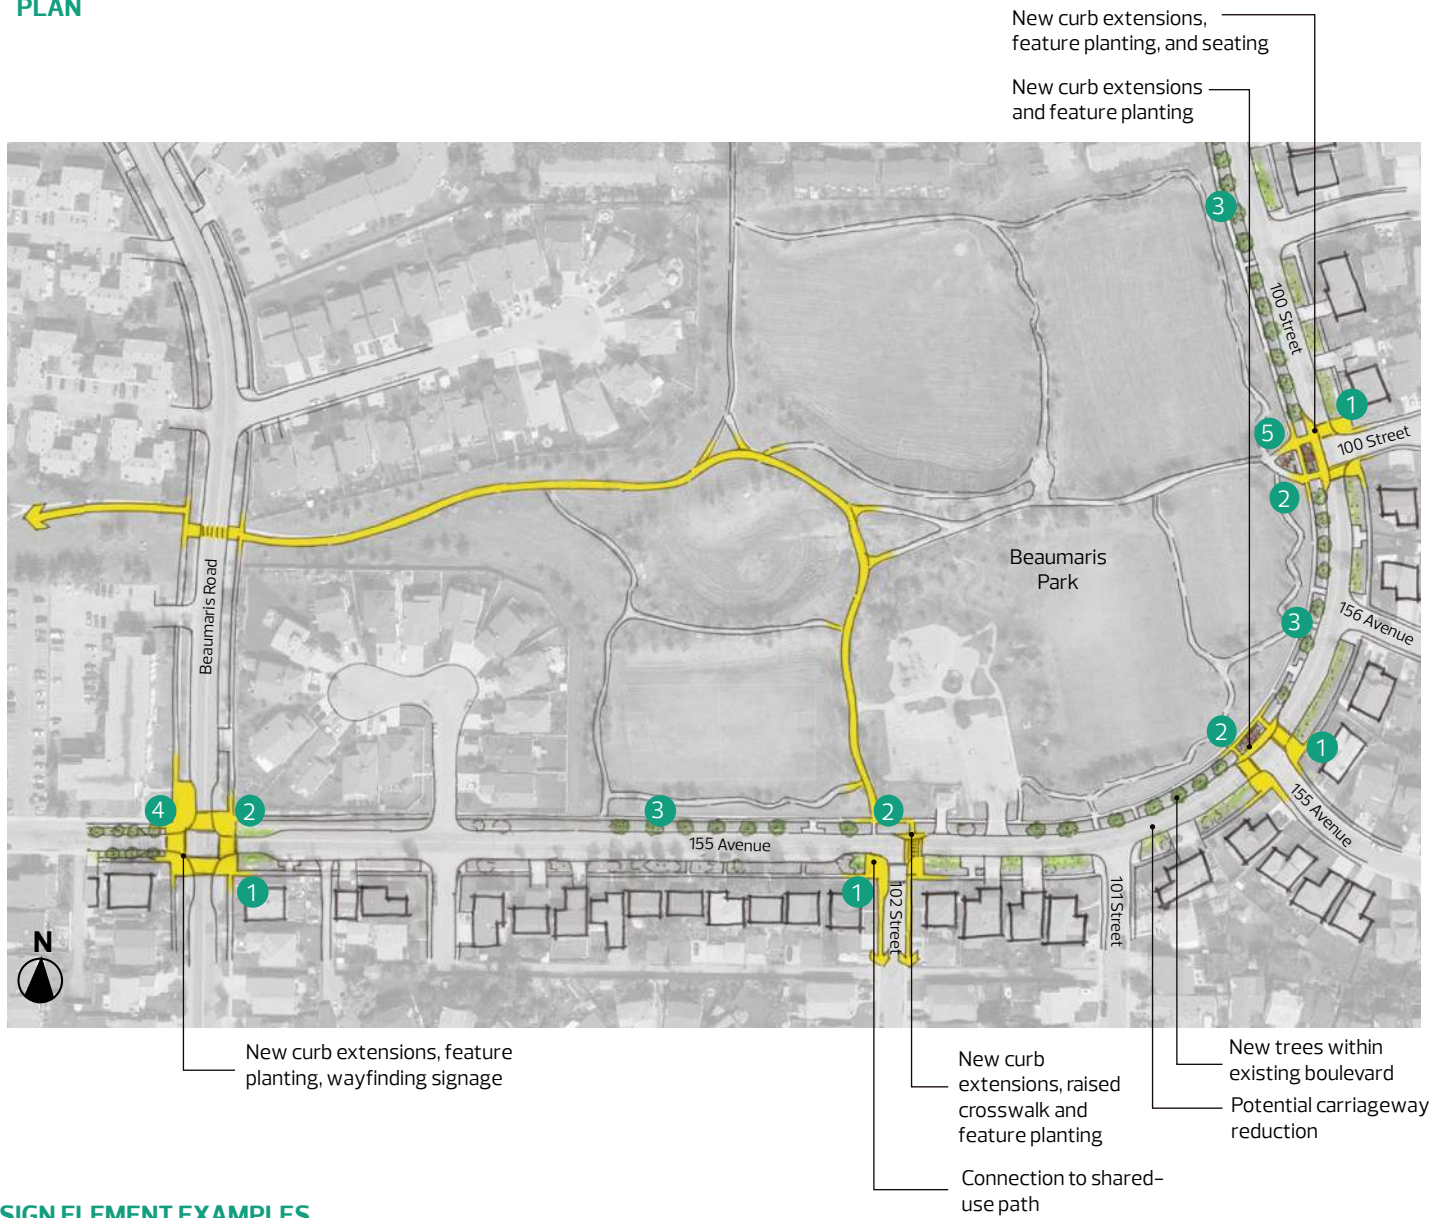 PLAN
New curb extensions,
feature planting, and seating
New curb extensions
and feature planting
3
100 Street
1
5
100 Street
2
Beaumaris
Park
Beaumaris Road
156 Avenue
3
2
1
4
2
3
2
155 Avenue
155 Avenue
1
1
102 Street
101 Street
N
New curb extensions, feature
planting, wayfinding signage
New curb
extensions, raised
crosswalk and
feature planting
New trees within
existing boulevard
Potential carriageway
reduction
Connection to shared-
use path
SIGN ELEMENT EXAMPLES